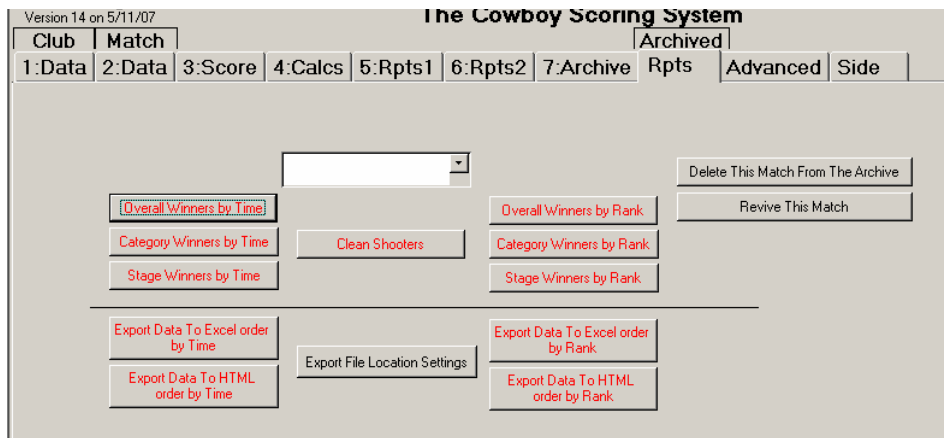 Version 14 on 5/11/07
The Cowboy Scoring System
Club Match Archived
1:Data 2:Data 3:Score 4:Calcs 5:Rpts1 6:Rpts2 7:Archive Rpts Advanced Side
Delete This Match From The Archive
Overall Winners by Time
Overall Winners by Rank
Revive This Match
Category Winners by Time
Clean Shooters
Category Winners by Rank
Stage Winners by Time
Stage Winners by Rank
Export Data To Excel order
by Time
Export File Location Settings
Export Data To Excel order
by Rank
Export Data To HTML
order by Time
Export Data To HTML
order by Rank